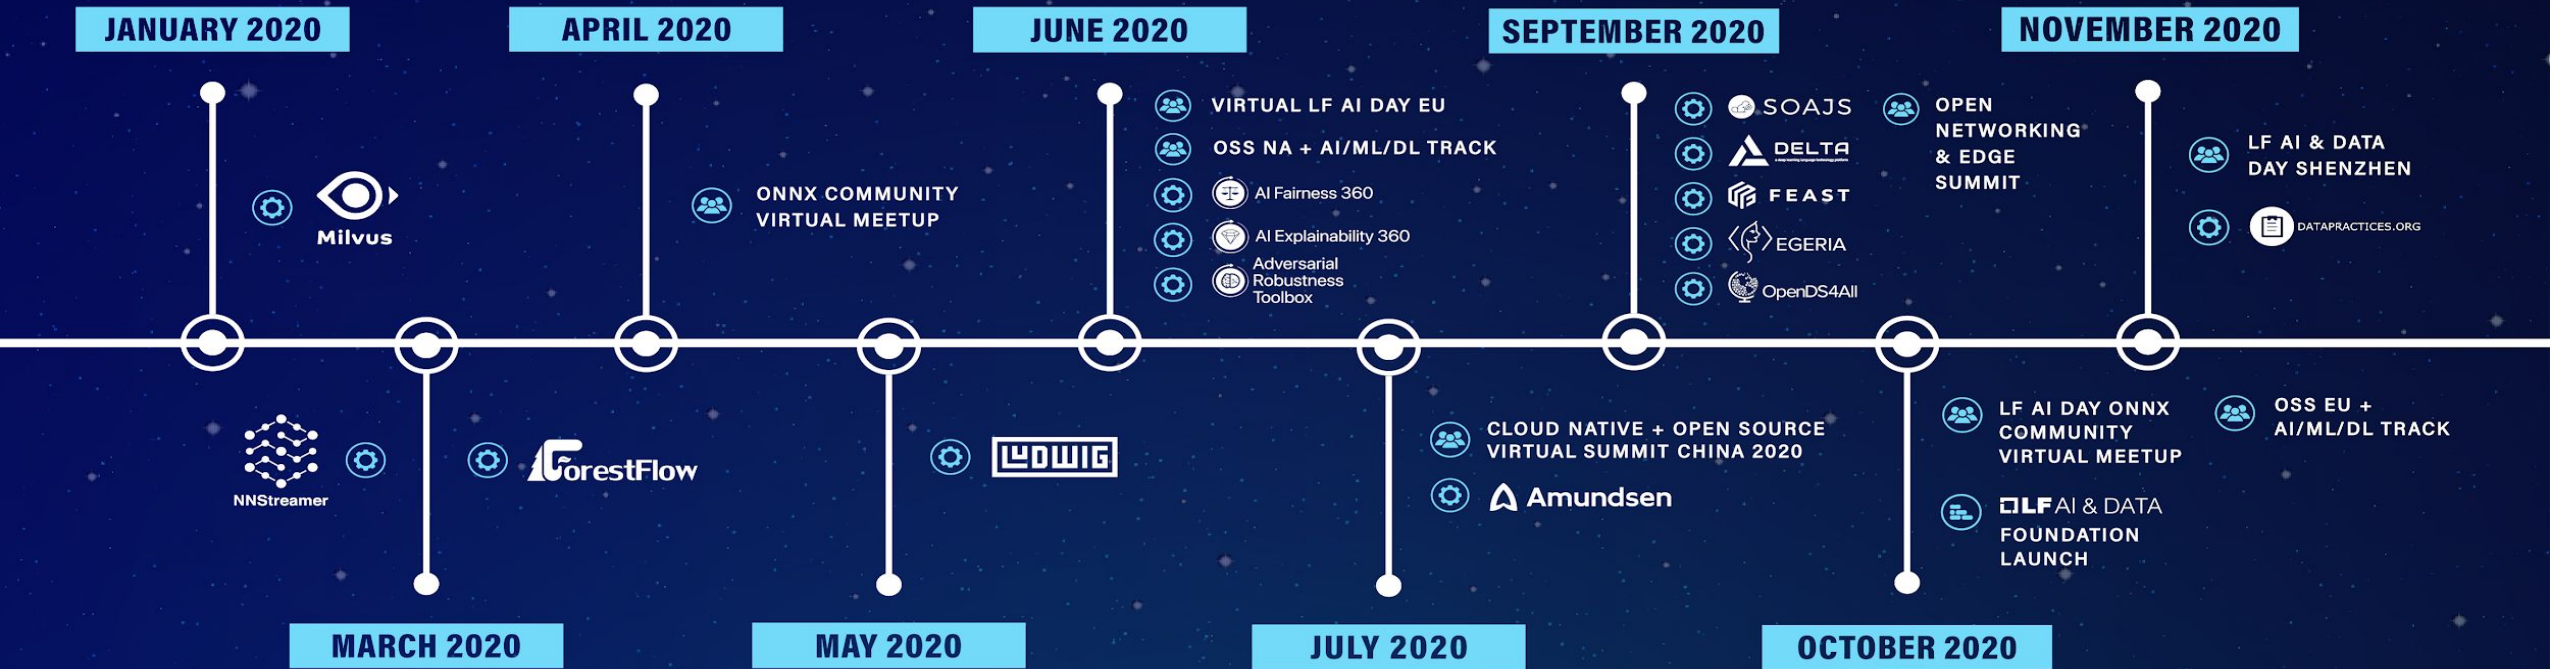 JANUARY 2020
Milvus
MARCH 2020
NNStreamer
ForestFlow
APRIL 2020
ONNX COMMUNITY
VIRTUAL MEETUP
MAY 2020
LUDWIG
JUNE 2020
VIRTUAL LF AI DAY EU
OSS NA + AI/ML/DL TRACK
AI Fairness 360
AI Explainability 360
Adversarial
Robustness
Toolbox
JULY 2020
CLOUD NATIVE + OPEN SOURCE
VIRTUAL SUMMIT CHINA 2020
Amundsen
SEPTEMBER 2020
SOAJS
DELTA
FEAST
EGERIA
OpenDS4All
OPEN
NETWORKING
& EDGE
SUMMIT
OCTOBER 2020
LF AI DAY ONNX
COMMUNITY
VIRTUAL MEETUP
LF AI & DATA
FOUNDATION
LAUNCH
OSS EU +
AI/ML/DL TRACK
NOVEMBER 2020
LF AI & DATA
DAY SHENZHEN
DATAPRACTICES.ORG